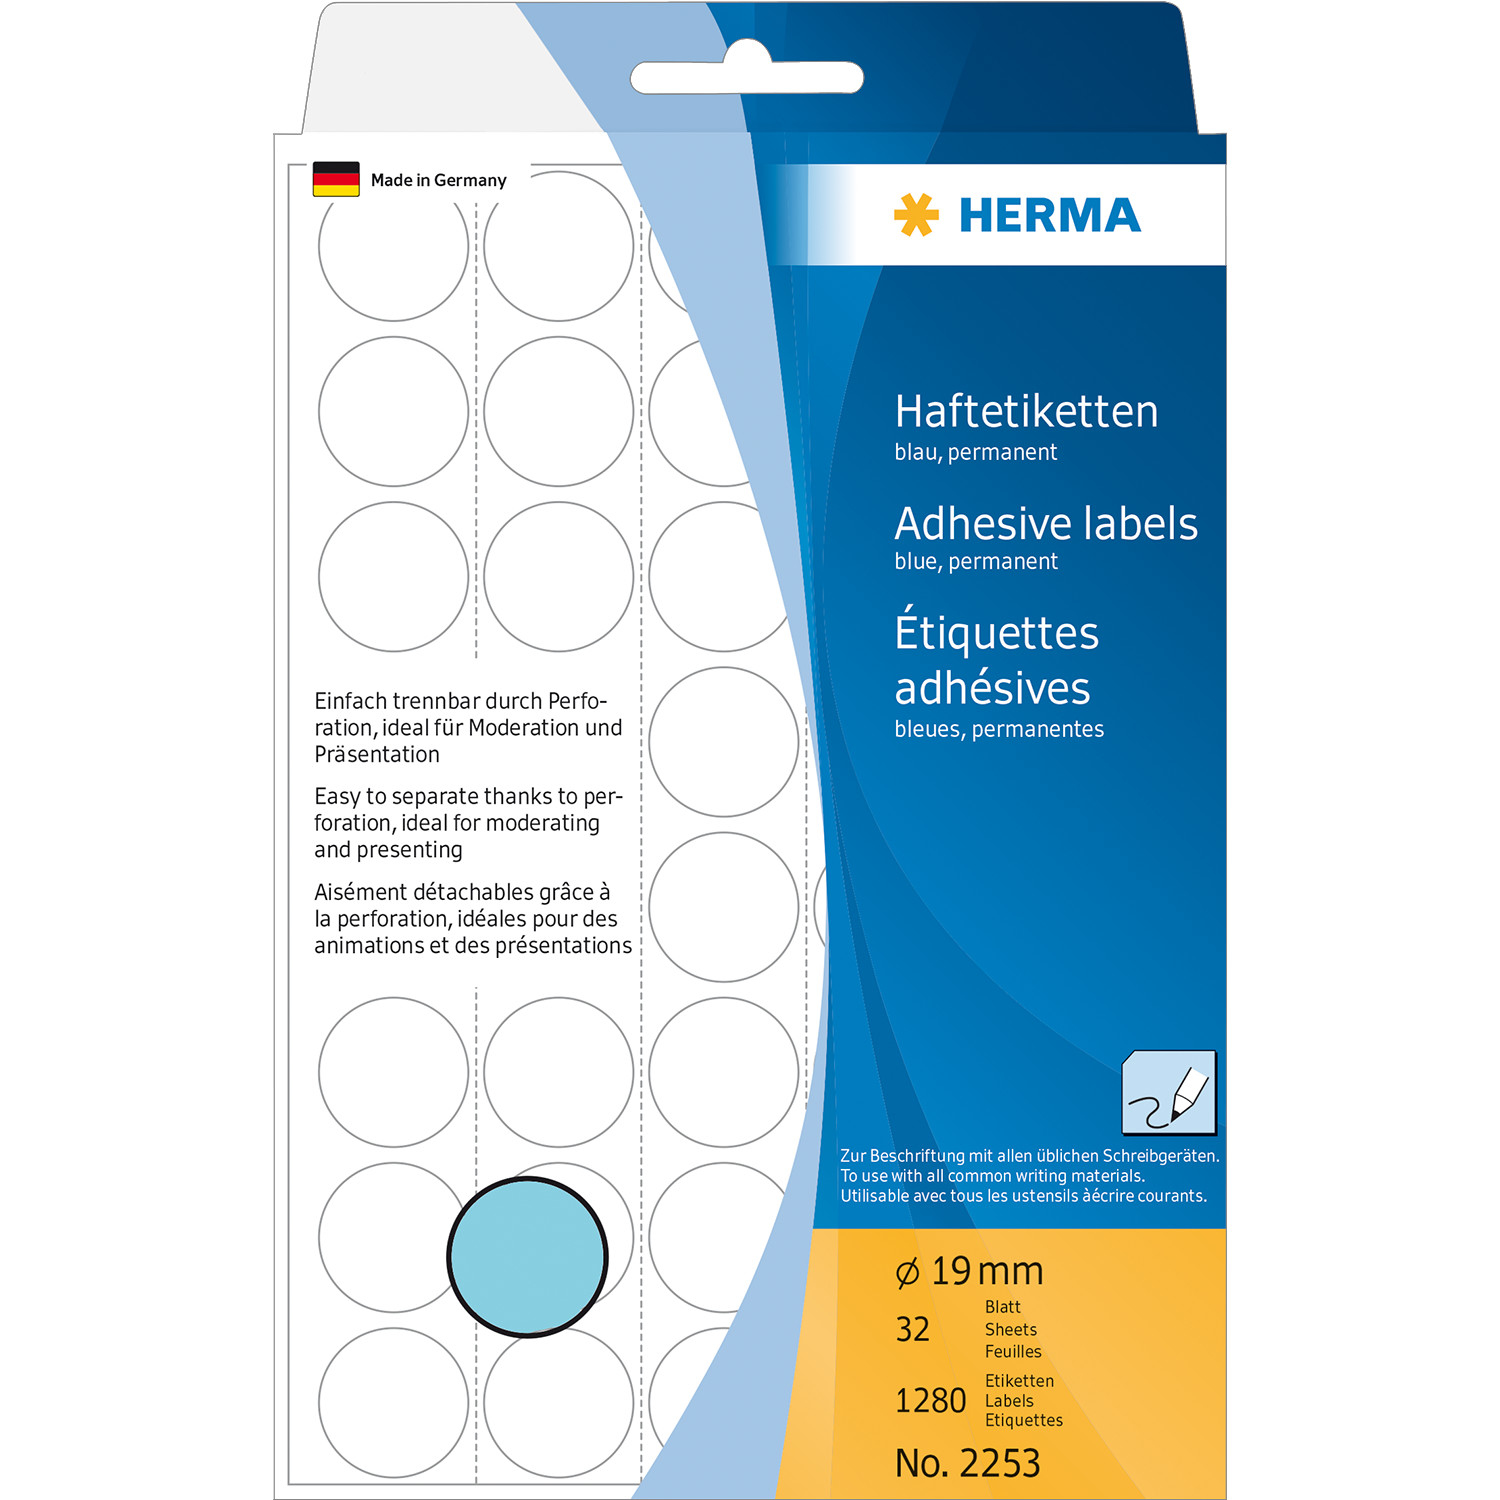 Made in Germany
HERMA
Haftetiketten
blau, permanent
Adhesive labels
blue, permanent
Étiquettes
adhésives
bleues, permanentes
Einfach trennbar durch Perfo-
ration, ideal für Moderation und
Präsentation
Easy to separate thanks to per-
foration, ideal for moderating
and presenting
Aisément détachables grâce à
la perforation, idéales pour des
animations et des présentations
Zur Beschriftung mit allen üblichen Schreibgeräten.
To use with all common writing materials.
Utilisable avec tous les ustensils àécrire courants.
ø 19 mm
32 Blatt
Sheets
Feuilles
1280 Etiketten
Labels
Etiquettes
No. 2253